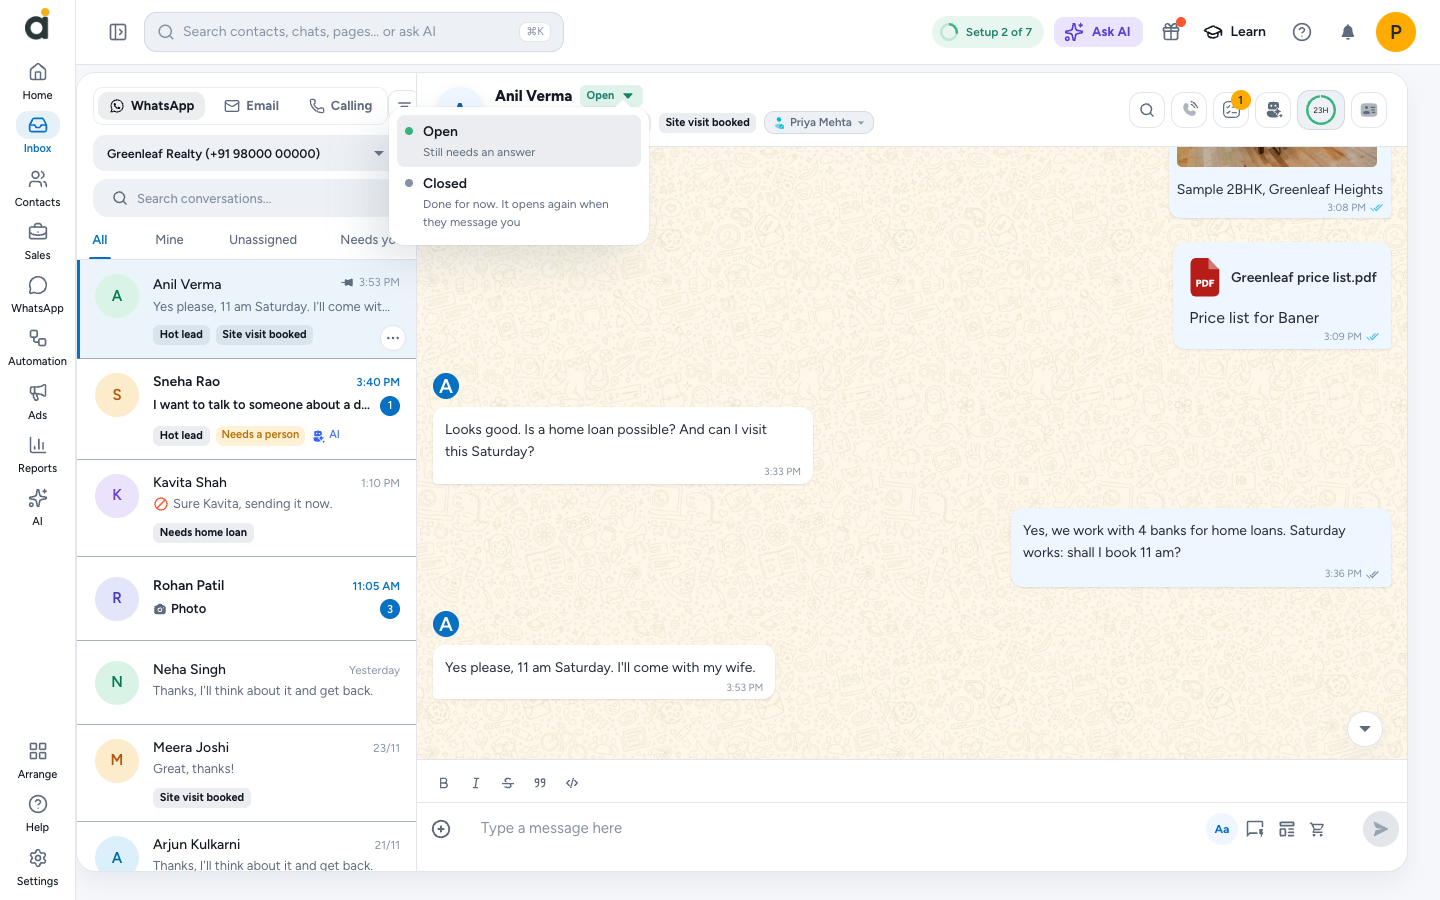 Search contacts, chats, pages... or ask AI
⌘K
Setup 2 of 7
Ask AI
Learn
P
Home
Inbox
Contacts
Sales
WhatsApp
Automation
Ads
Reports
AI
Arrange
Help
Settings
WhatsApp
Email
Calling
Greenleaf Realty (+91 98000 00000)
Search conversations...
All
Mine
Unassigned
Needs yo
A
Anil Verma
3:53 PM
Yes please, 11 am Saturday. I'll come wit...
Hot lead
Site visit booked
S
Sneha Rao
3:40 PM
I want to talk to someone about a d...
1
Hot lead
Needs a person
AI
K
Kavita Shah
1:10 PM
Sure Kavita, sending it now.
Needs home loan
R
Rohan Patil
11:05 AM
Photo
3
N
Neha Singh
Yesterday
Thanks, I'll think about it and get back.
M
Meera Joshi
23/11
Great, thanks!
Site visit booked
A
Arjun Kulkarni
21/11
Thanks, I'll think about it and get back.
Anil Verma
Open
Site visit booked
Priya Mehta
1
23H
Open
Still needs an answer
Closed
Done for now. It opens again when
they message you
Sample 2BHK, Greenleaf Heights
3:08 PM
PDF
Greenleaf price list.pdf
Price list for Baner
3:09 PM
A
Looks good. Is a home loan possible? And can I visit
this Saturday?
3:33 PM
Yes, we work with 4 banks for home loans. Saturday
works: shall I book 11 am?
3:36 PM
A
Yes please, 11 am Saturday. I'll come with my wife.
3:53 PM
B
I
S
Type a message here
Aa